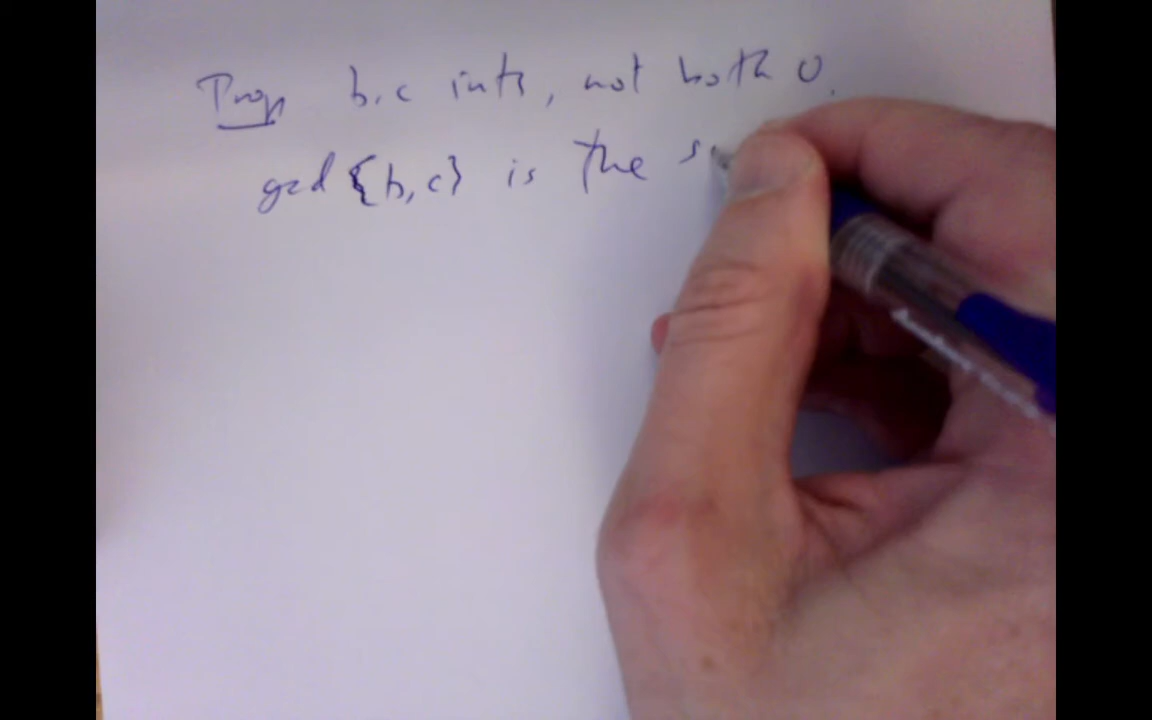 Prop b, c ints, not both 0.
gcd {b, c} is the s